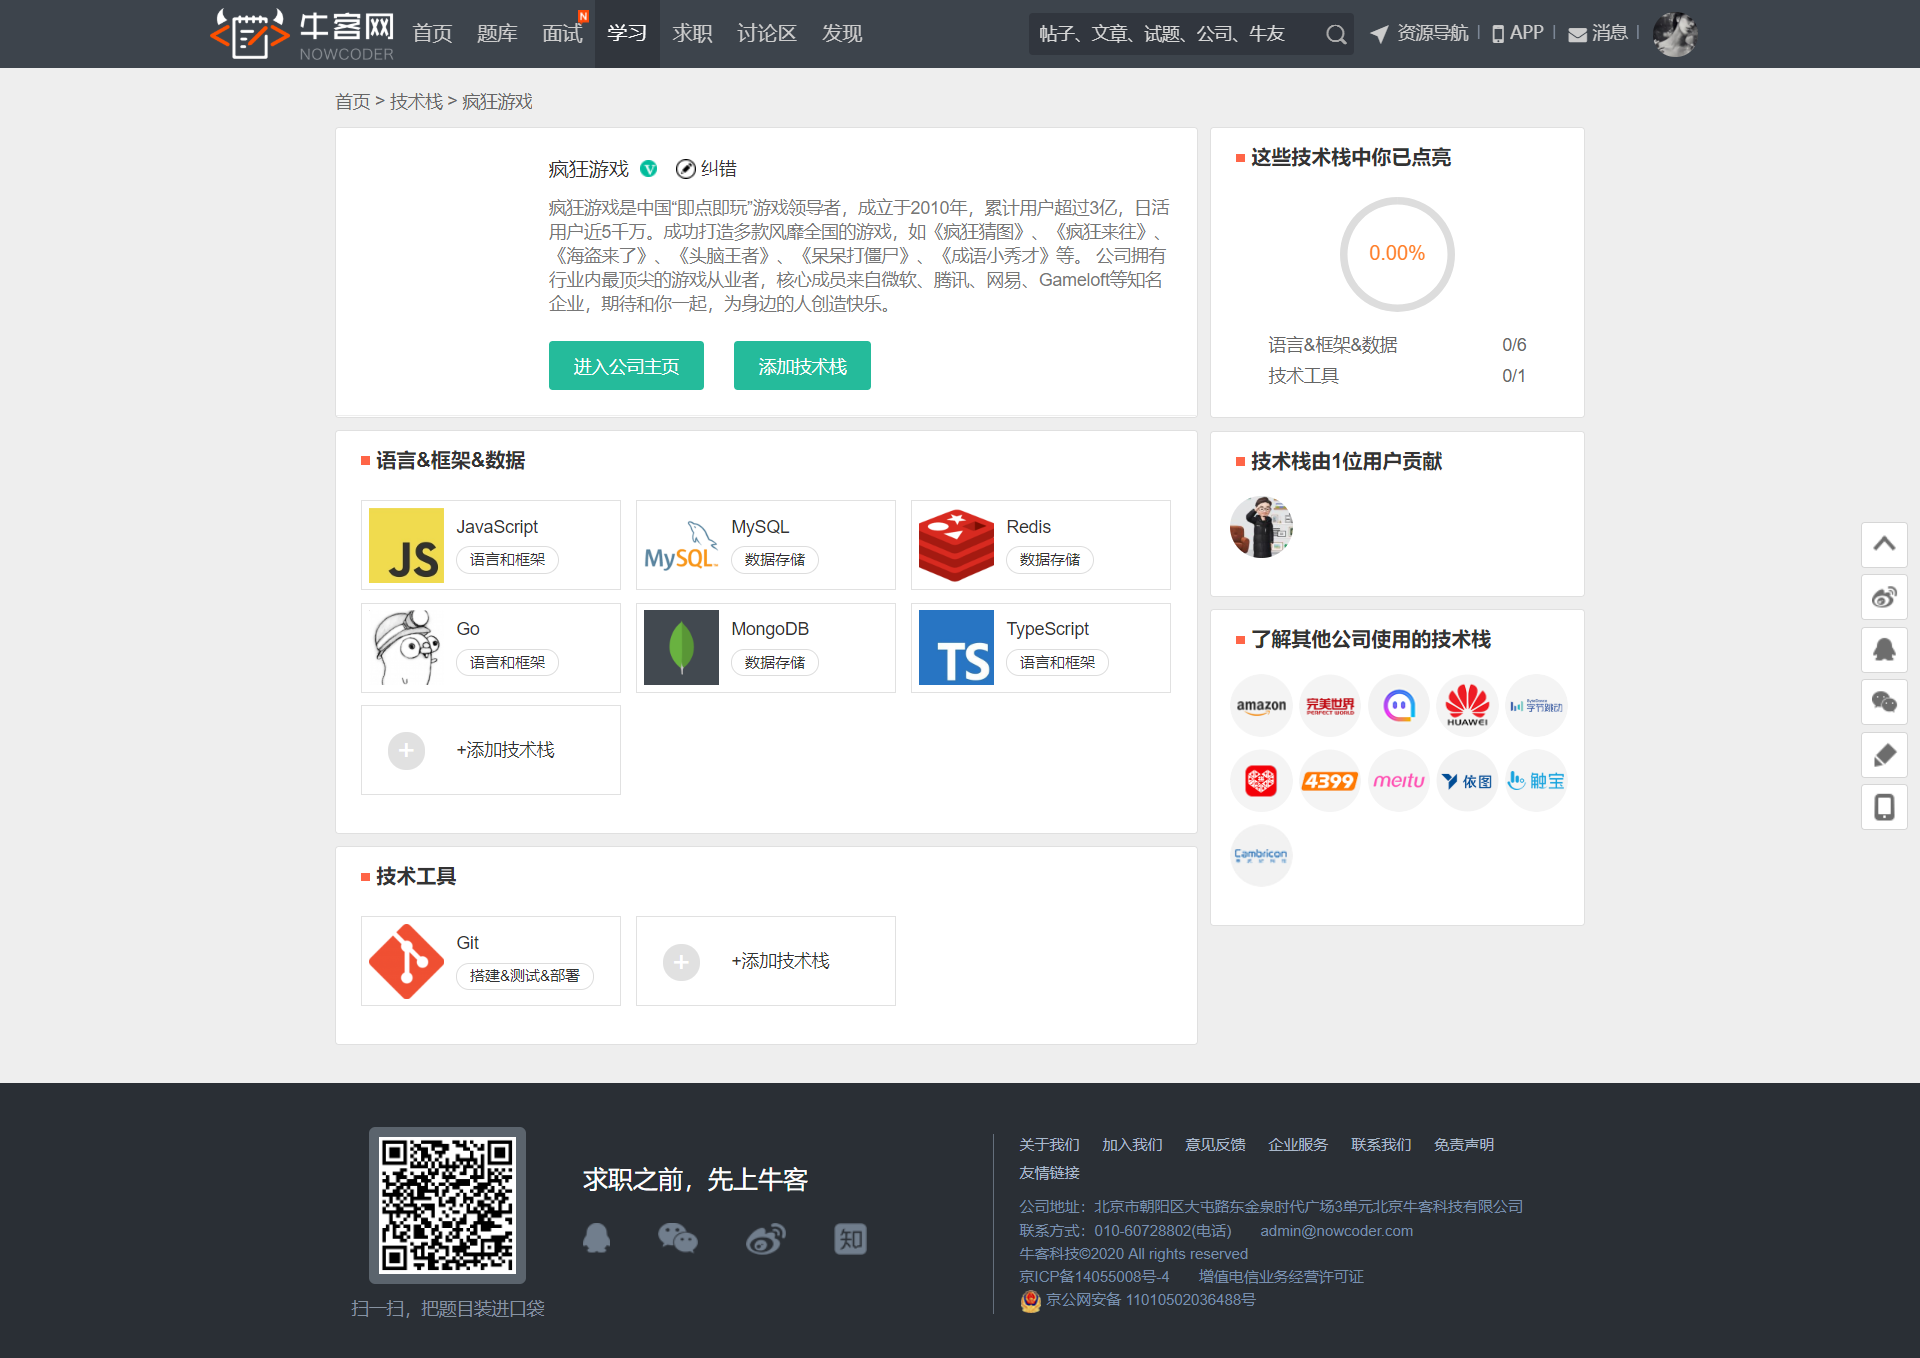 牛客网 NOWCODER 首页 题库 面试 N 学习 求职 讨论区 发现 帖子、文章、试题、公司、牛友 资源导航 APP 消息
首页 > 技术栈 > 疯狂游戏
疯狂游戏 V 纠错
疯狂游戏是中国“即点即玩”游戏领导者，成立于2010年，累计用户超过3亿，日活
用户近5千万。成功打造多款风靡全国的游戏，如《疯狂猜图》、《疯狂来往》、
《海盗来了》、《头脑王者》、《呆呆打僵尸》、《成语小秀才》等。 公司拥有
行业内最顶尖的游戏从业者，核心成员来自微软、腾讯、网易、Gameloft等知名
企业，期待和你一起，为身边的人创造快乐。
进入公司主页 添加技术栈
这些技术栈中你已点亮
0.00%
语言&框架&数据 0/6
技术工具 0/1
语言&框架&数据
JS JavaScript
语言和框架
MySQL MySQL
数据存储
Redis
数据存储
Go
语言和框架
MongoDB
数据存储
TS TypeScript
语言和框架
+添加技术栈
技术栈由1位用户贡献
了解其他公司使用的技术栈
amazon 完美世界 PERFECT WORLD HUAWEI 字节跳动
4399 meitu 依图 触宝
Cambricon
技术工具
Git
搭建&测试&部署
+添加技术栈
扫一扫，把题目装进口袋
求职之前，先上牛客
知
关于我们 加入我们 意见反馈 企业服务 联系我们 免责声明
友情链接
公司地址：北京市朝阳区大屯路东金泉时代广场3单元北京牛客科技有限公司
联系方式：010-60728802(电话) admin@nowcoder.com
牛客科技©2020 All rights reserved
京ICP备14055008号-4 增值电信业务经营许可证
京公网安备 11010502036488号